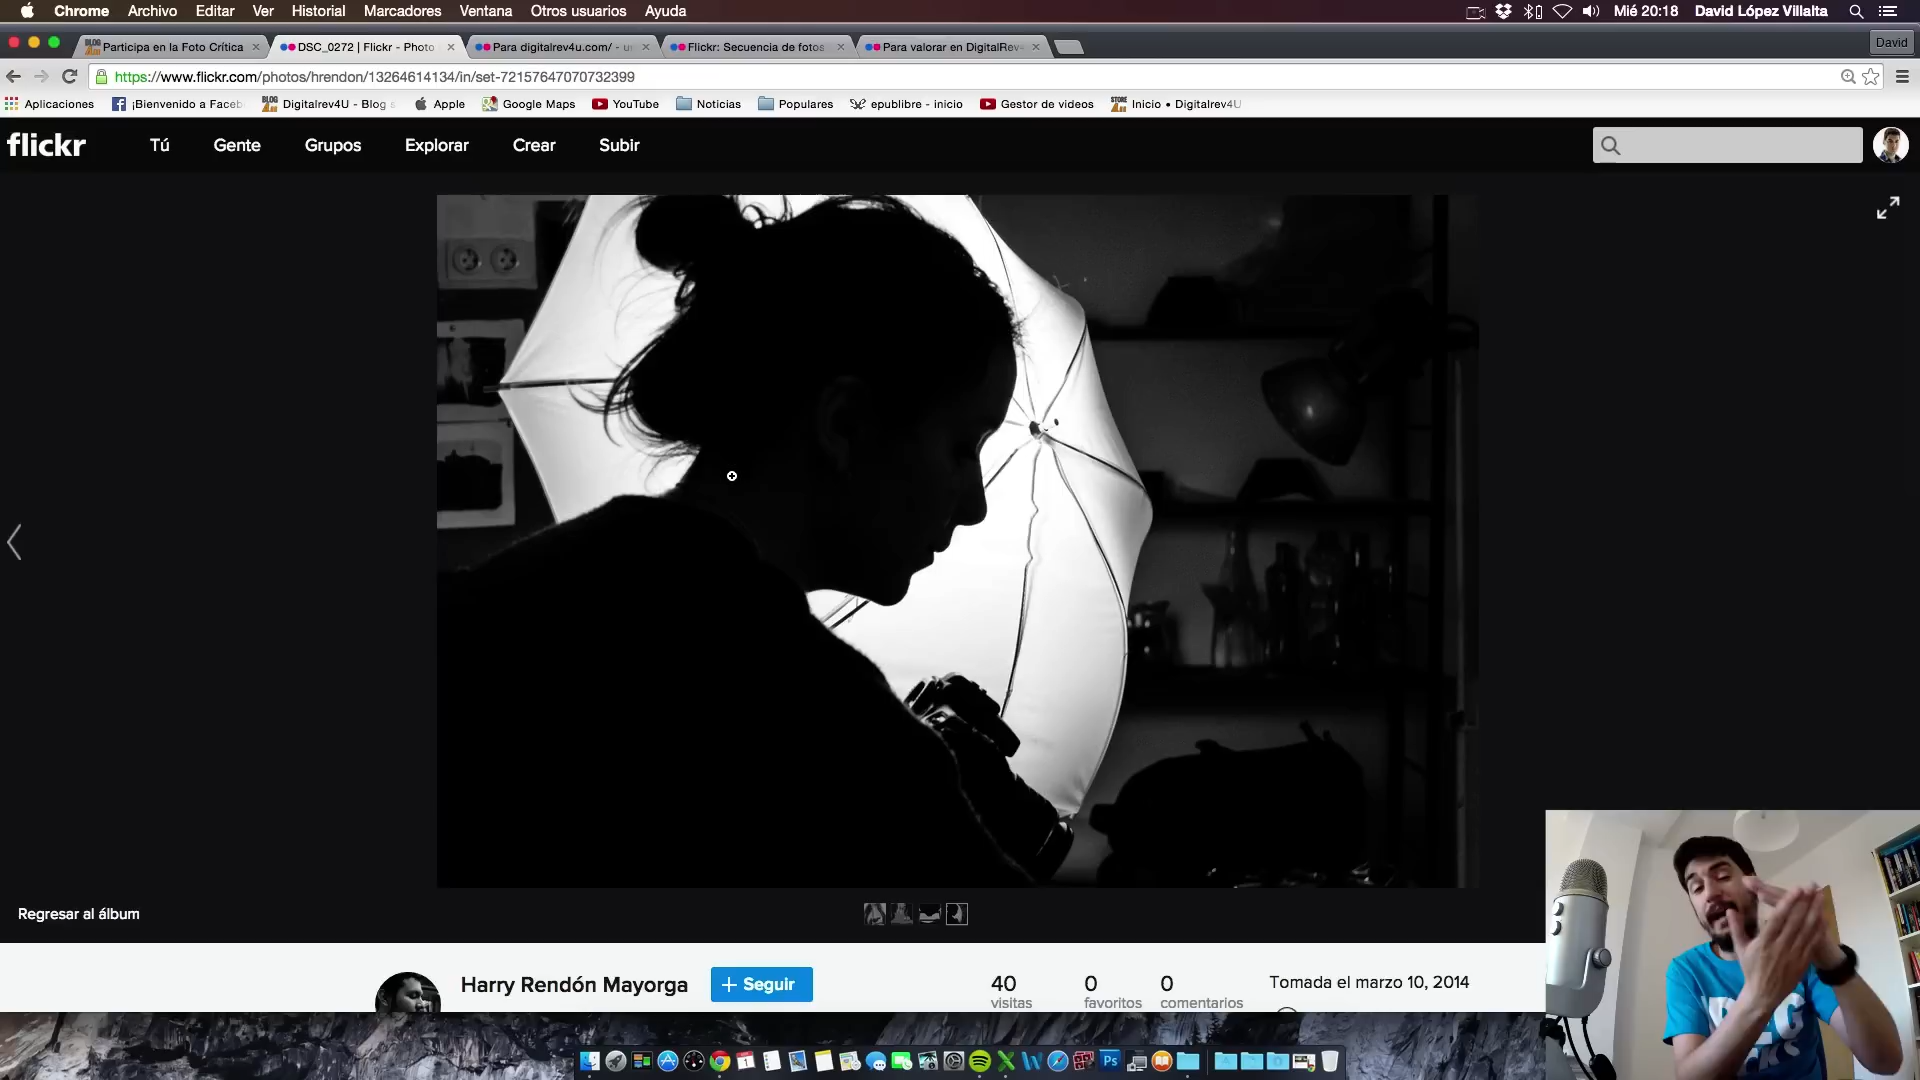 Chrome Archivo Editar Ver Historial Marcadores Ventana Otros usuarios Ayuda Mié 20:18 David López Villalta
Participa en la Foto Crítica DSC_0272 | Flickr - Photo Para digitalrev4u.com/ - Flickr: Secuencia de fotos Para valorar en DigitalRev David
https://www.flickr.com/photos/hrendon/13264614134/in/set-72157647070732399
Aplicaciones ¡Bienvenido a Faceb Digitalrev4U - Blog Apple Google Maps YouTube Noticias Populares epublibre - inicio Gestor de videos Inicio • Digitalrev4U
flickr Tú Gente Grupos Explorar Crear Subir
Regresar al álbum
Harry Rendón Mayorga + Seguir 40 0 0 Tomada el marzo 10, 2014
visitas favoritos comentarios